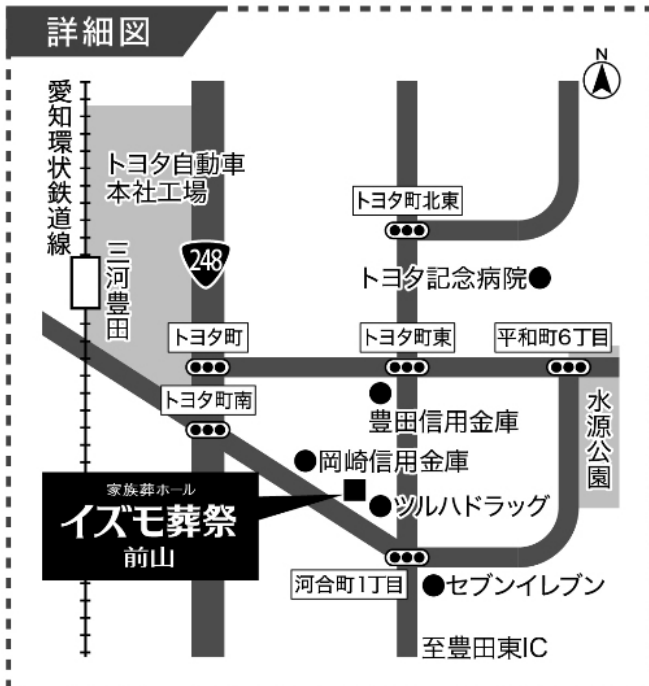 詳細図
N
愛知環状鉄道線
トヨタ自動車
本社工場
トヨタ町北東
三河豊田
248
トヨタ記念病院
トヨタ町
トヨタ町東
平和町6丁目
トヨタ町南
豊田信用金庫
水源公園
岡崎信用金庫
家族葬ホール
イズモ葬祭
前山
ツルハドラッグ
河合町1丁目
セブンイレブン
至豊田東IC